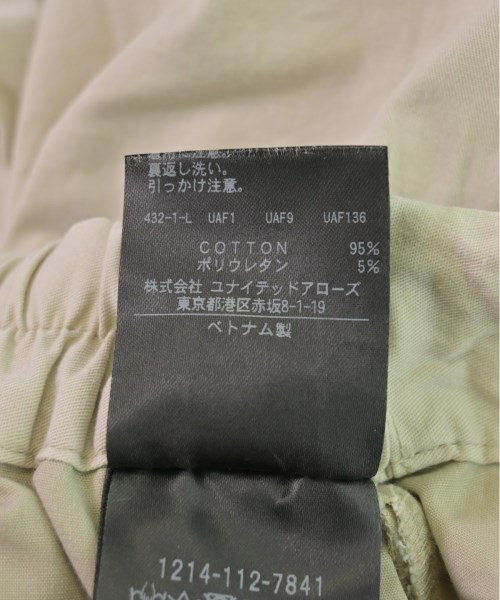 裏返し洗い。
引っかけ注意。
432-1-L UAF1 UAF9 UAF136
COTTON 95%
ポリウレタン 5%
株式会社 ユナイテッドアローズ
東京都港区赤坂8-1-19
ベトナム製
1214-112-7841